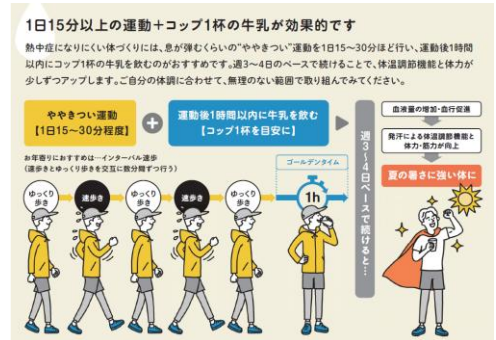 1日15分以上の運動＋コップ1杯の牛乳が効果的です
熱中症になりにくい体づくりには、息が弾むくらいの“ややきつい”運動を1日15〜30分ほど行い、運動後1時間
以内にコップ1杯の牛乳を飲むのがおすすめです。週3〜4日のペースで続けることで、体温調節機能と体力が
少しずつアップします。ご自分の体調に合わせて、無理のない範囲で取り組んでみてください。
ややきつい運動
【1日15〜30分程度】
+
運動後1時間以内に牛乳を飲む
【コップ1杯を目安に】
お年寄りにおすすめは…インターバル速歩
（速歩きとゆっくり歩きを交互に数分間ずつ行う）
ゆっくり
歩き
速歩き
ゆっくり
歩き
速歩き
ゆっくり
歩き
ゴールデンタイム
1h
週3〜4日ペースで続けると…
血液量の増加・血行促進
発汗による体温調節機能と
体力・筋力が向上
夏の暑さに強い体に